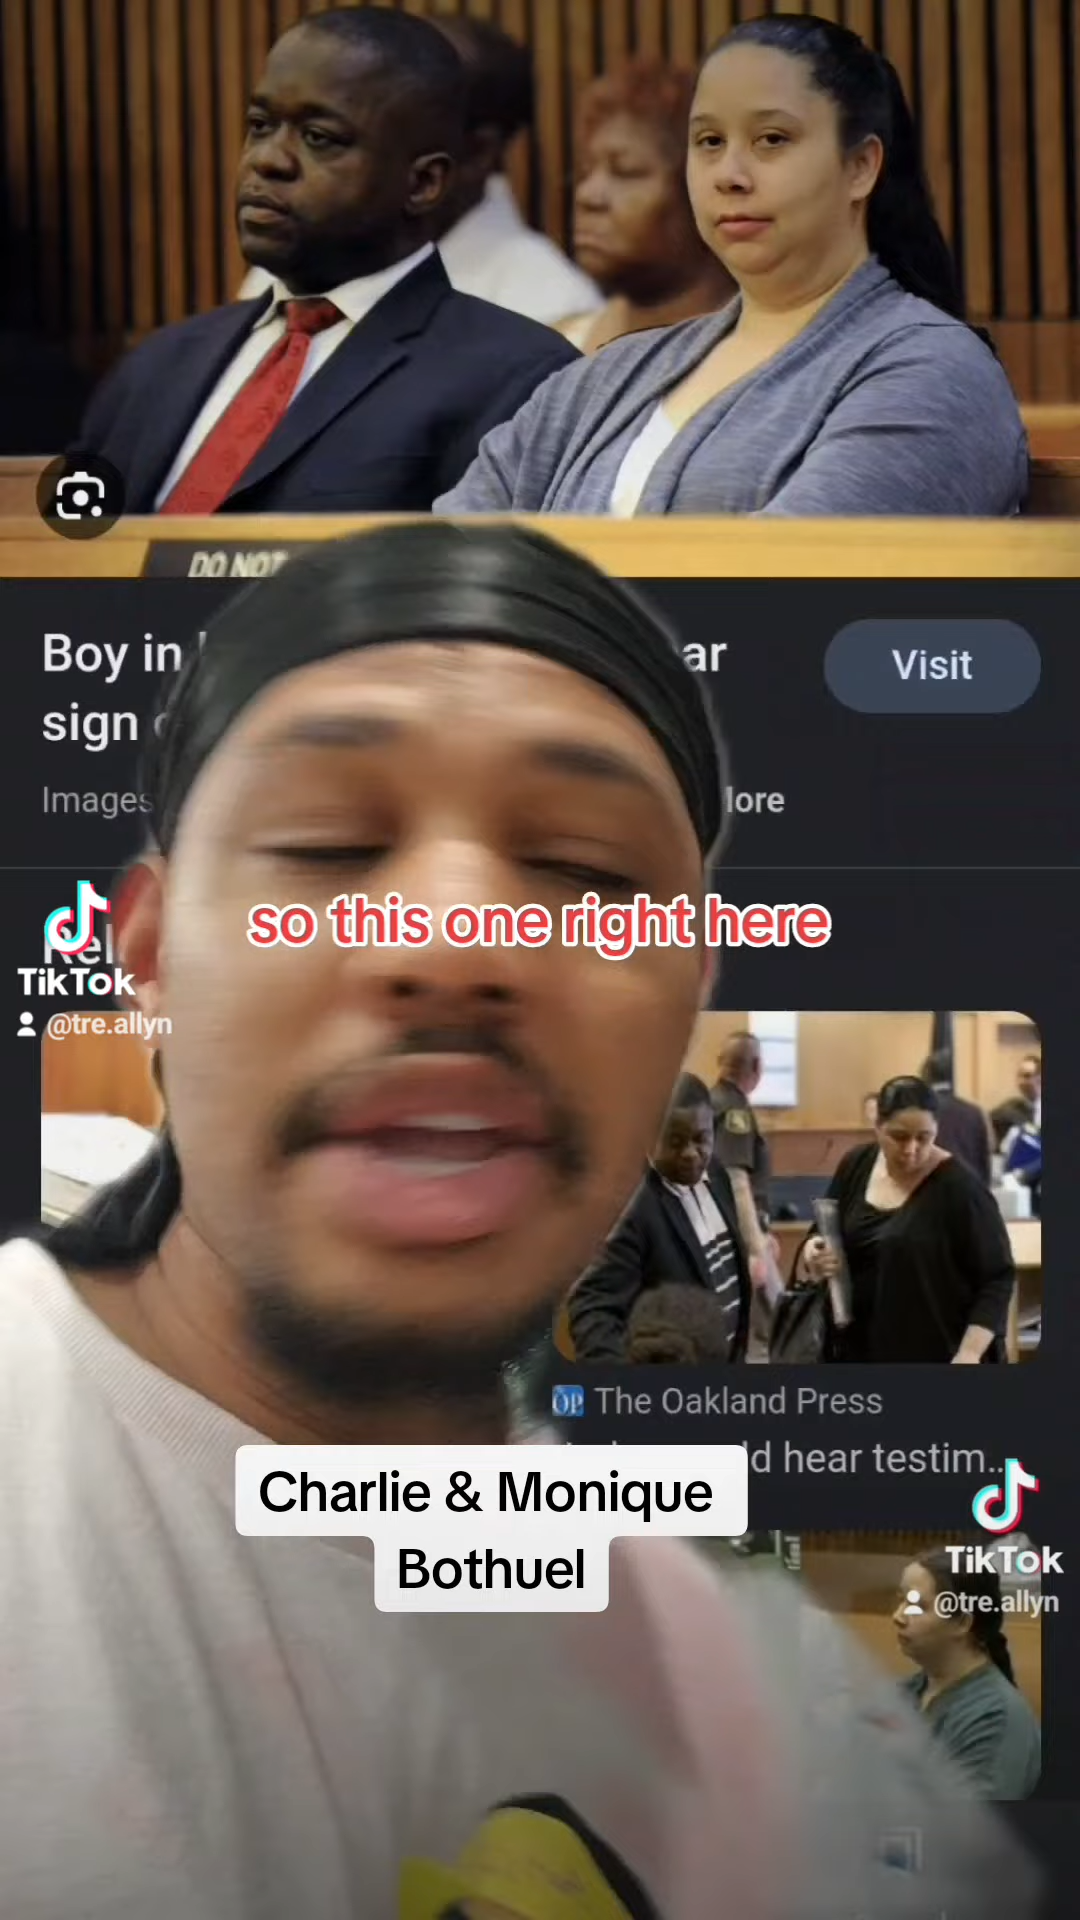 DO NOT
Boy in
ar
sign
Visit
Images
so this one right here
TikTok
@tre.allyn
OP The Oakland Press
d hear testim...
Charlie & Monique
Bothuel
TikTok
@tre.allyn